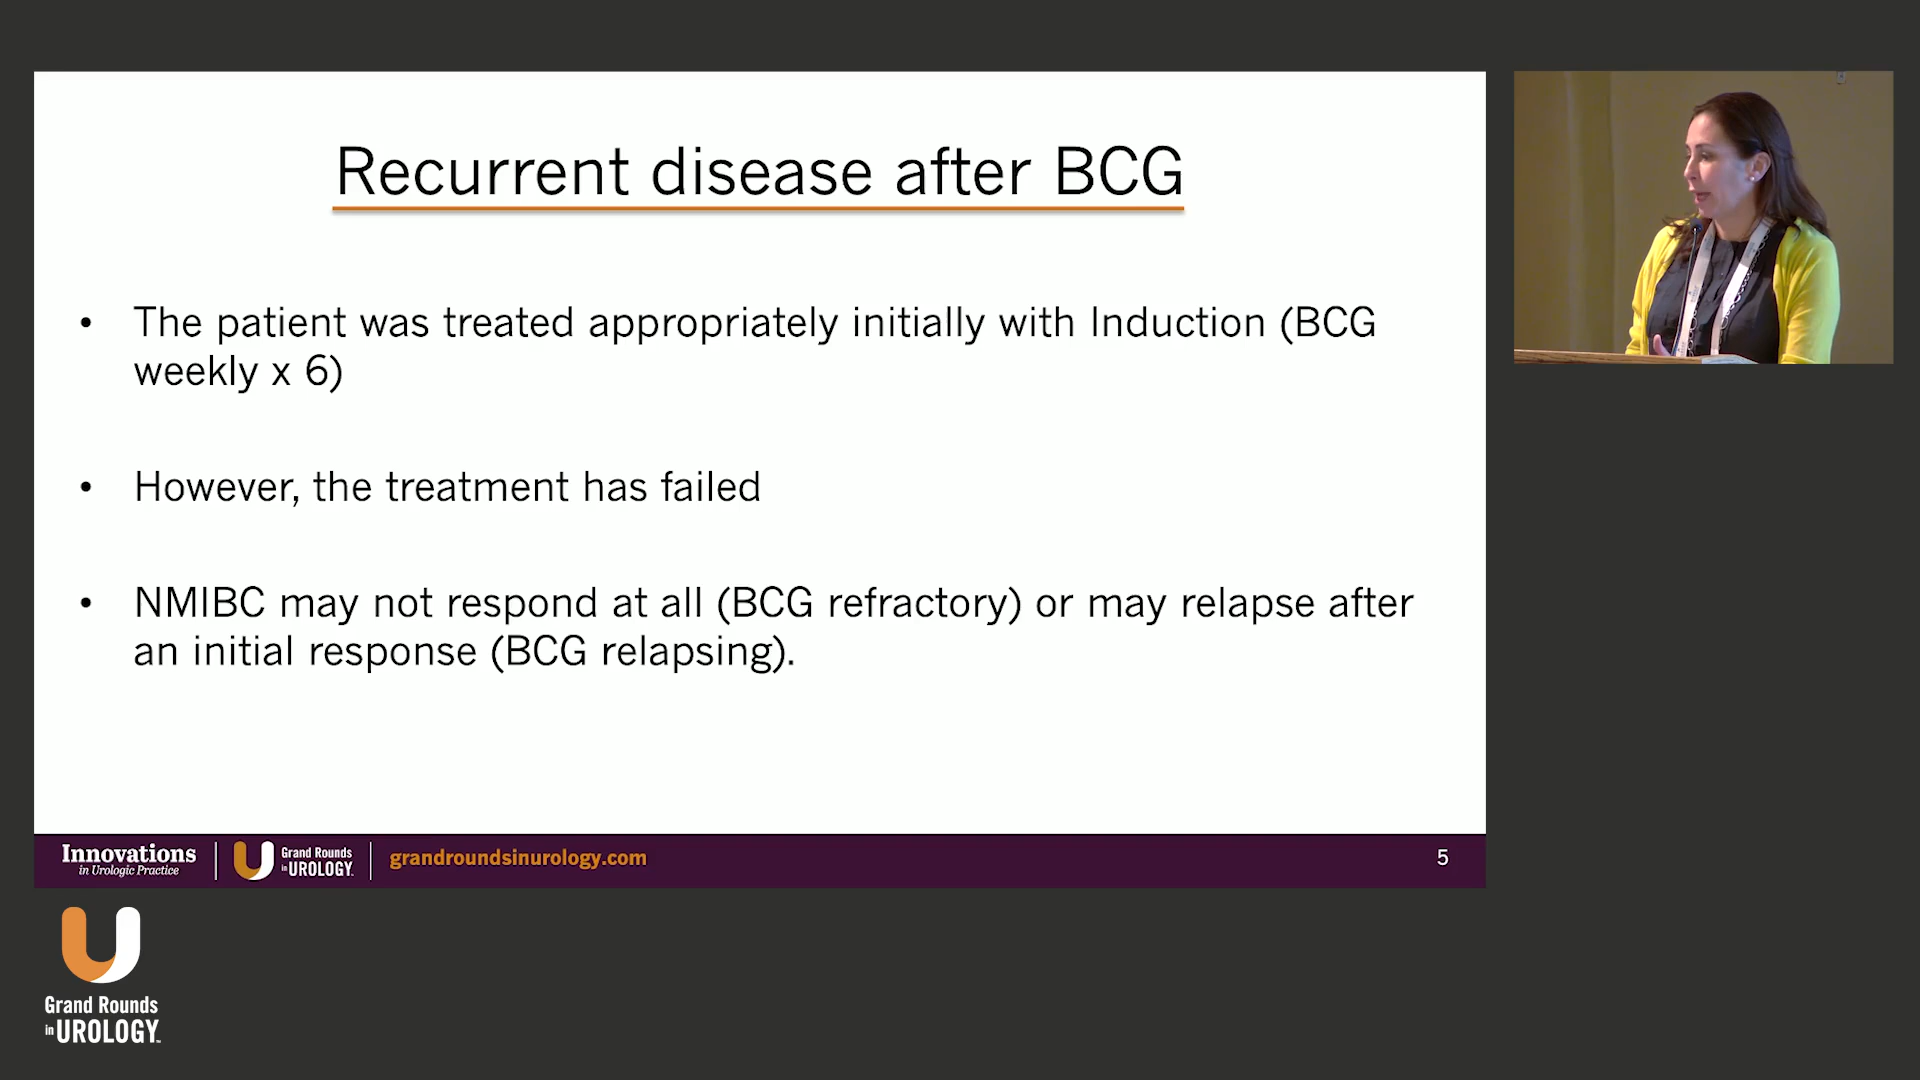 Recurrent disease after BCG
• The patient was treated appropriately initially with Induction (BCG
weekly x 6)
• However, the treatment has failed
• NMIBC may not respond at all (BCG refractory) or may relapse after
an initial response (BCG relapsing).
Innovations
in Urologic Practice
Grand Rounds
in UROLOGY
grandroundsinurology.com
5
Grand Rounds
in UROLOGY™